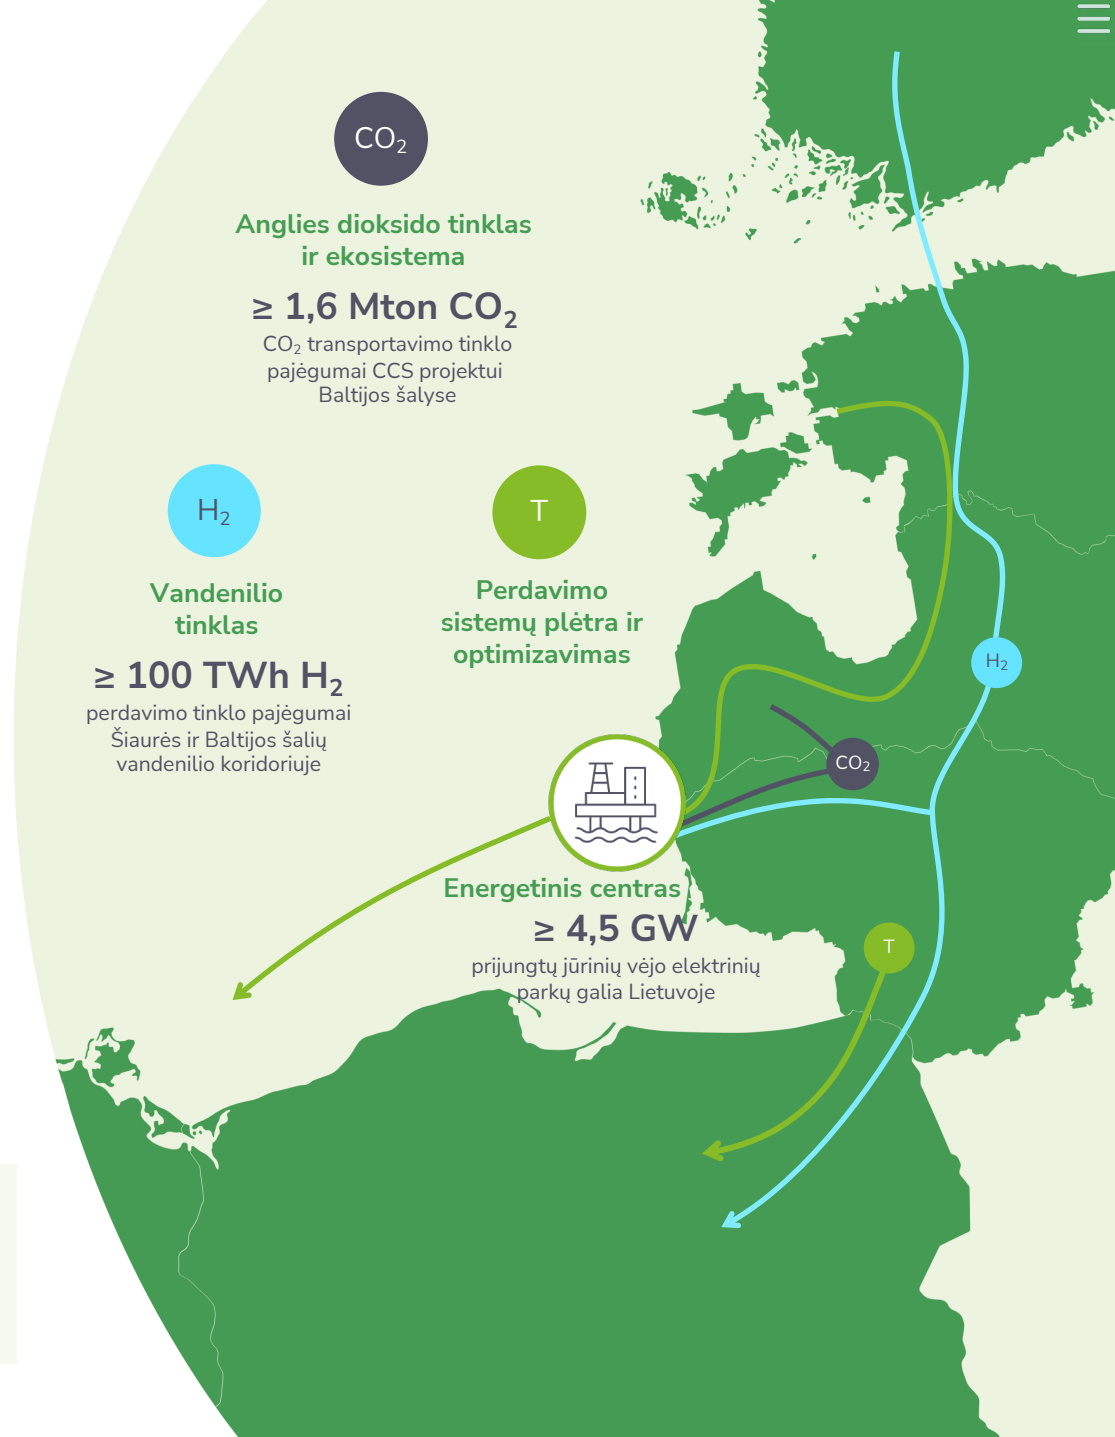 CO₂
Anglies dioksido tinklas
ir ekosistema
≥ 1,6 Mton CO₂
CO₂ transportavimo tinklo
pajėgumai CCS projektui
Baltijos šalyse
H₂
Vandenilio
tinklas
≥ 100 TWh H₂
perdavimo tinklo pajėgumai
Šiaurės ir Baltijos šalių
vandenilio koridoriuje
T
Perdavimo
sistemų plėtra ir
optimizavimas
H₂
CO₂
Energetinis centras
≥ 4,5 GW
prijungtų jūrinių vėjo elektrinių
parkų galia Lietuvoje
T